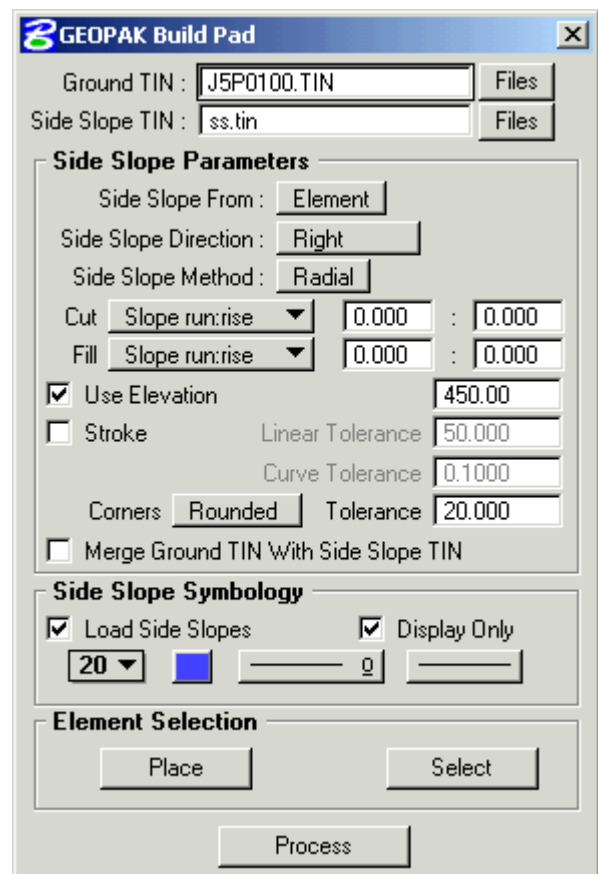 GEOPAK Build Pad
Ground TIN : J5P0100.TIN Files
Side Slope TIN : ss.tin Files
Side Slope Parameters
Side Slope From : Element
Side Slope Direction : Right
Side Slope Method : Radial
Cut Slope run:rise 0.000 : 0.000
Fill Slope run:rise 0.000 : 0.000
Use Elevation 450.00
Stroke Linear Tolerance 50.000
Curve Tolerance 0.1000
Corners Rounded Tolerance 20.000
Merge Ground TIN With Side Slope TIN
Side Slope Symbology
Load Side Slopes Display Only
20 0
Element Selection
Place Select
Process